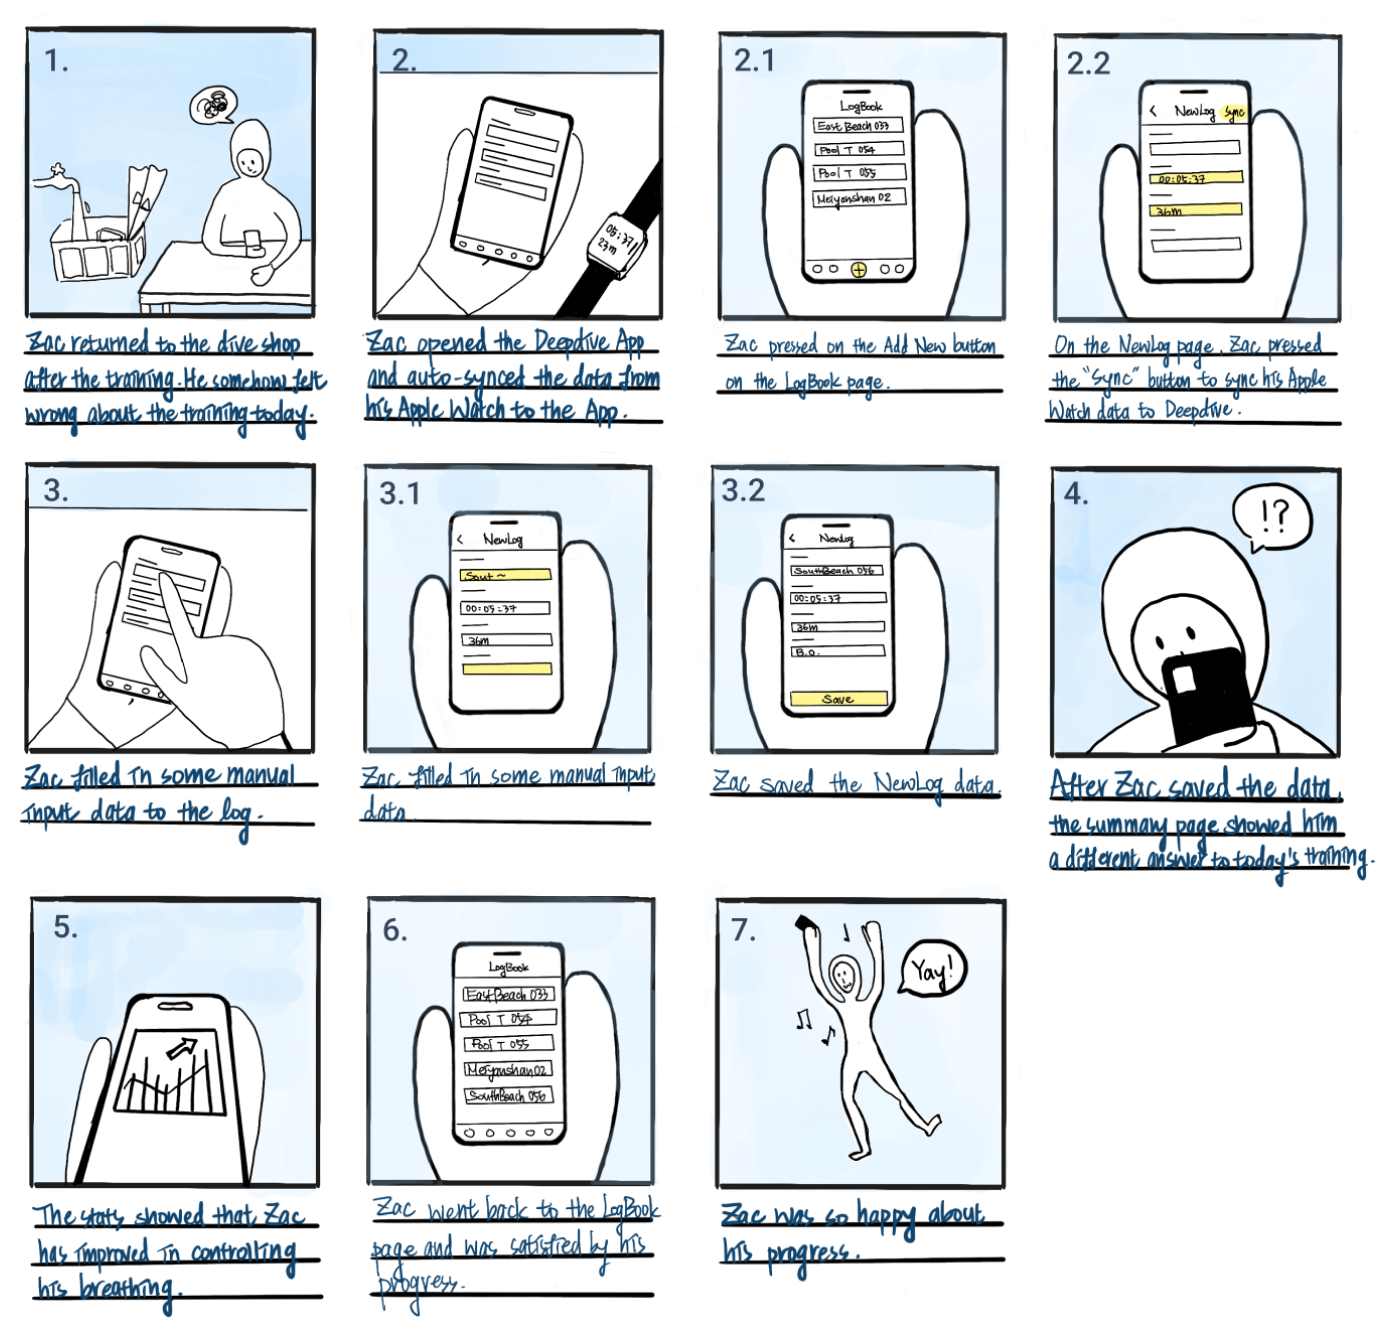 1.
Zac returned to the dive shop
after the training. He somehow felt
wrong about the training today.
2.
05:37
23m
Zac opened the Deepdive App
and auto-synced the data from
his Apple Watch to the App.
2.1
LogBook
East Beach 033
Pool T 054
Pool T 055
Meiyanshan 02
Zac pressed on the Add New button
on the LogBook page.
2.2
< NewLog Sync
00:05:37
36m
On the NewLog page, Zac pressed
the "Sync" button to sync his Apple
Watch data to Deepdive.
3.
Zac filled in some manual
input data to the log.
3.1
< NewLog
Sout~
00:05:37
36m
Zac filled in some manual input
data.
3.2
< NewLog
SouthBeach 056
00:05:37
36m
B.O.
Save
Zac saved the NewLog data.
4.
!?
After Zac saved the data,
the summary page showed him
a different answer to today's training.
5.
The stats showed that Zac
has improved in controlling
his breathing.
6.
LogBook
East Beach 033
Pool T 054
Pool T 055
Meiyanshan 02
SouthBeach 056
Zac went back to the LogBook
page and was satisfied by his
progress.
7.
Yay!
Zac was so happy about
his progress.